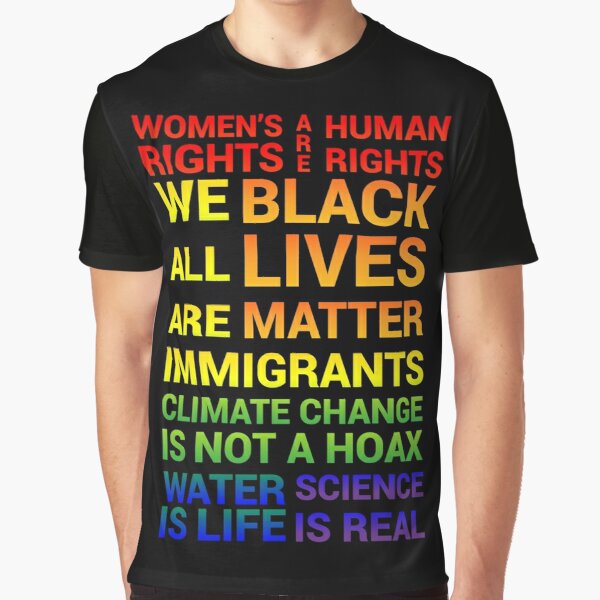 WOMEN'S
RIGHTS
ARE
HUMAN
RIGHTS
BLACK
LIVES
MATTER
WE
ALL
ARE
IMMIGRANTS
CLIMATE CHANGE
IS NOT A HOAX
WATER
IS LIFE
SCIENCE
IS REAL